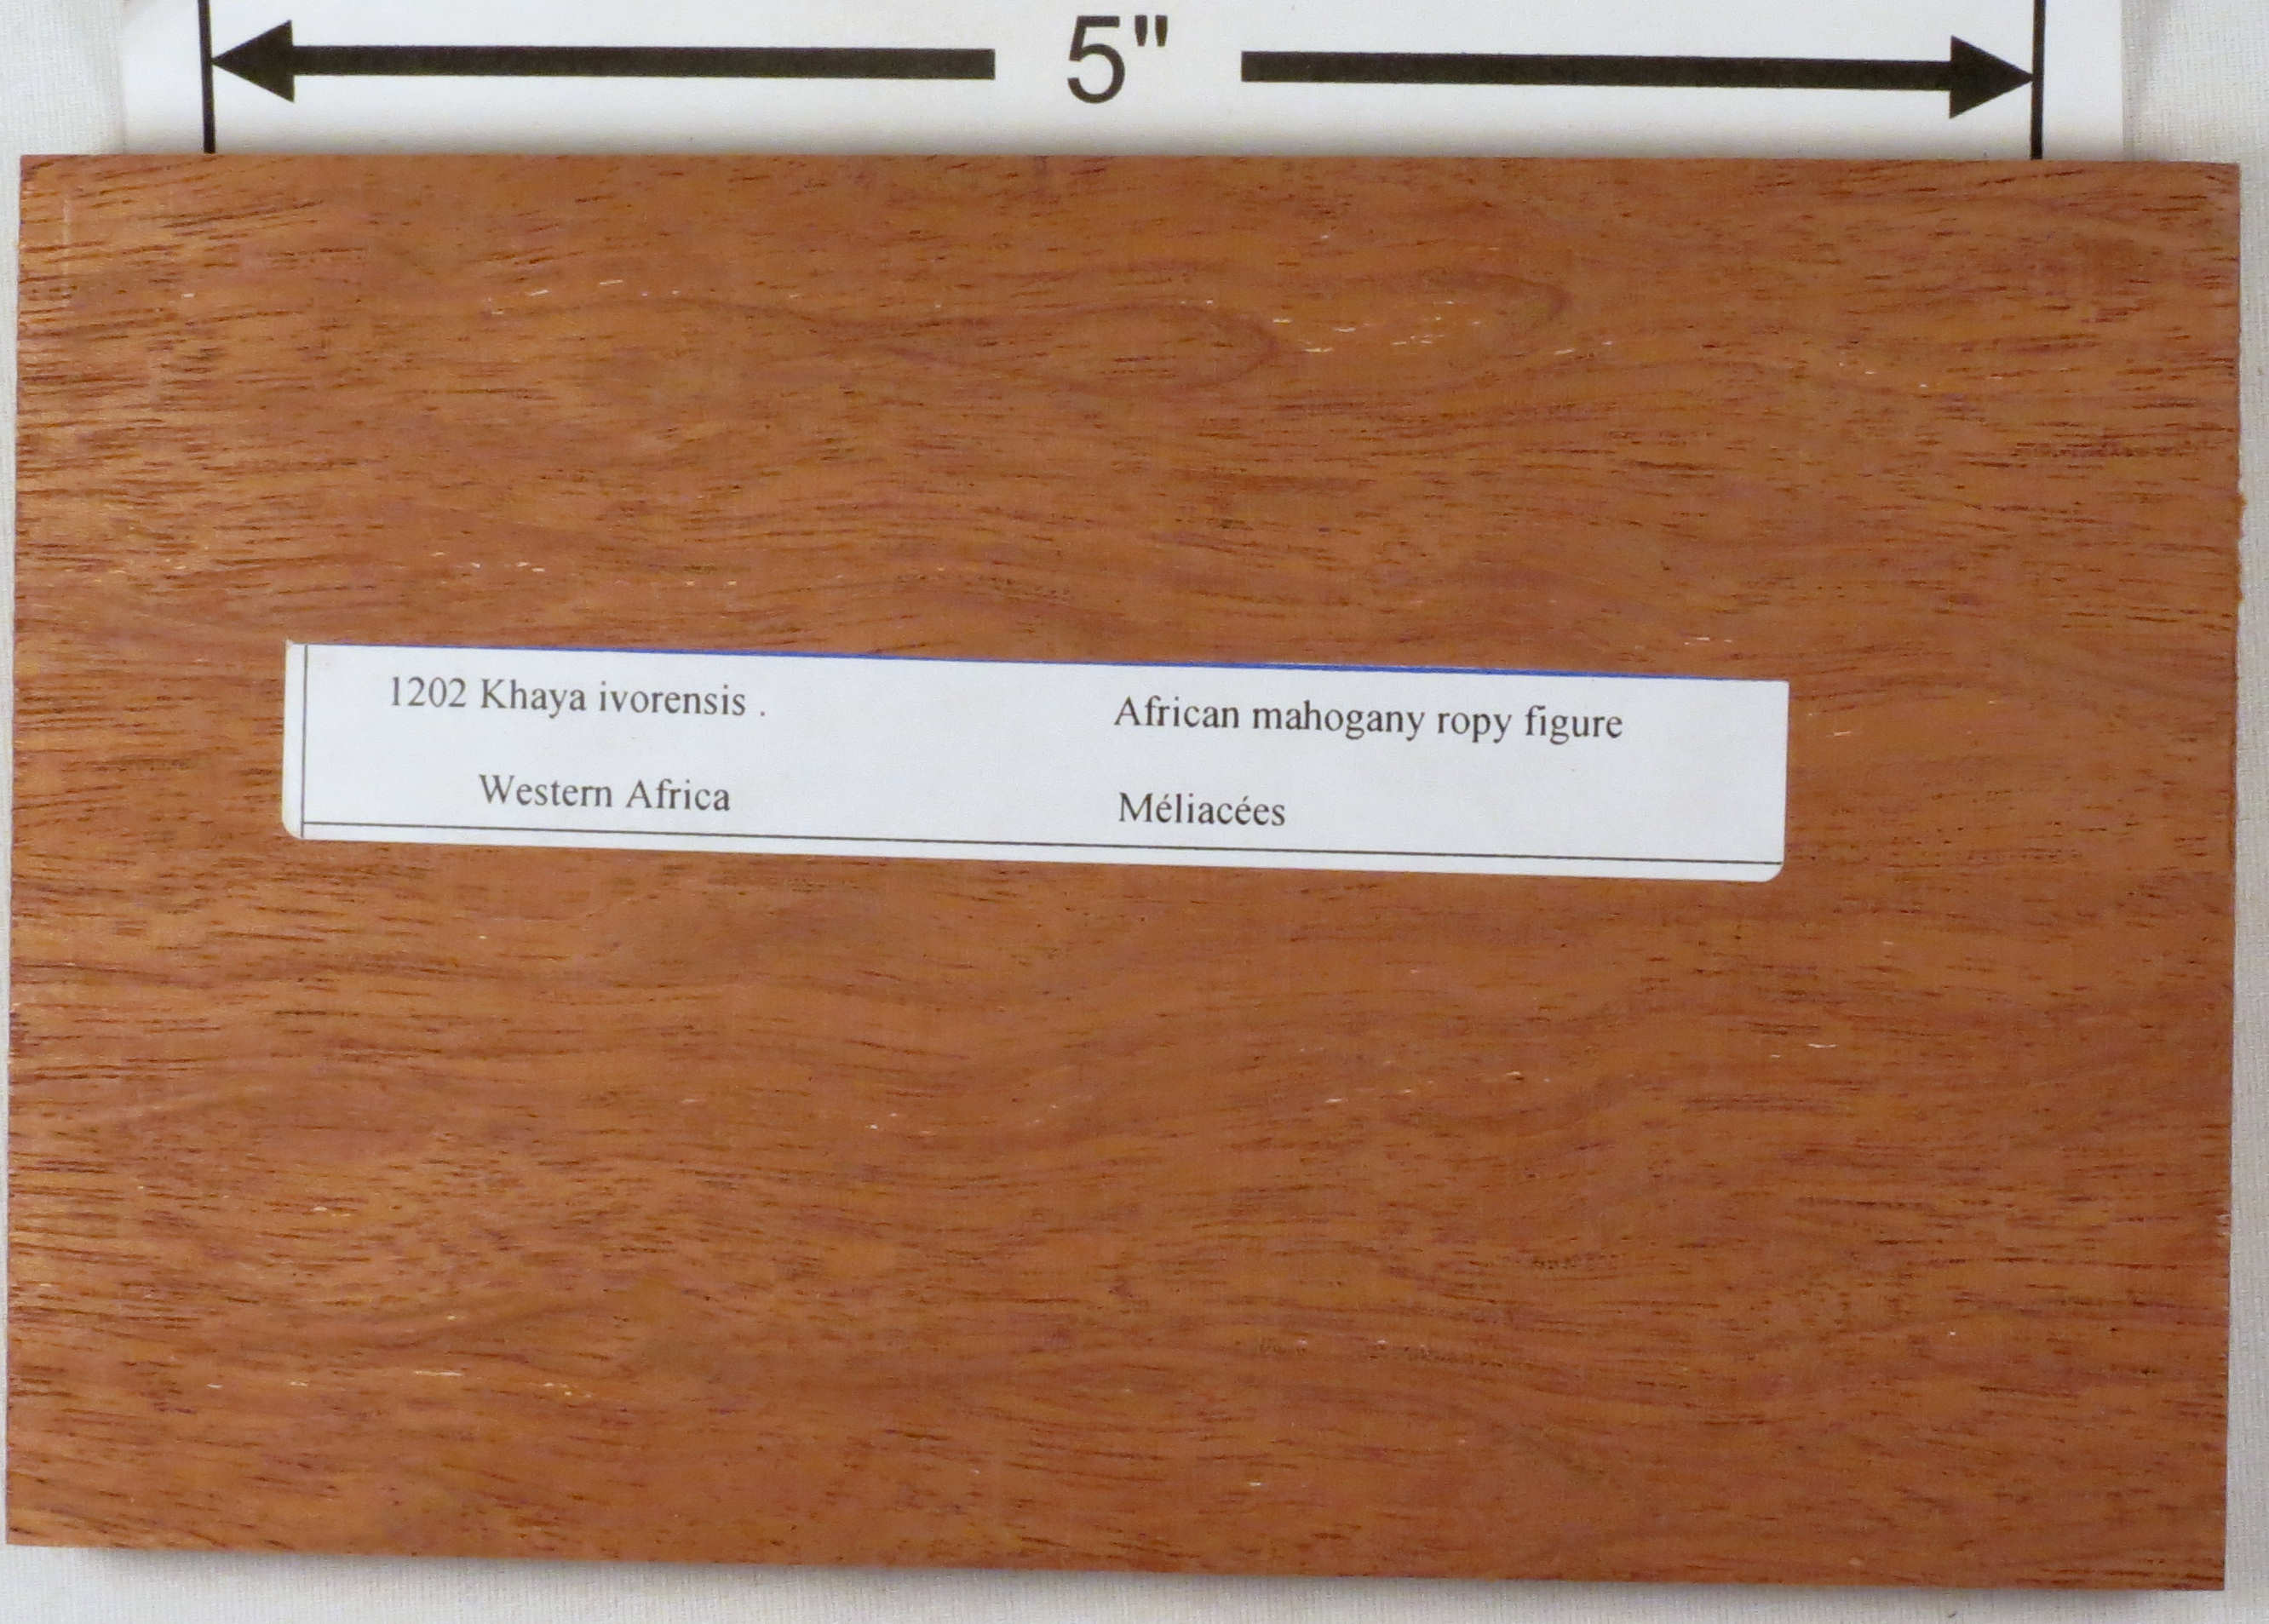 5"
1202 Khaya ivorensis .
African mahogany ropy figure
Western Africa
Méliacées